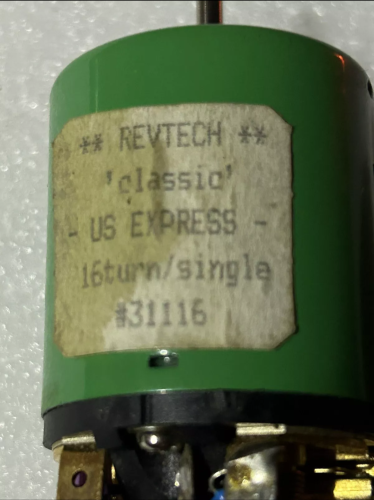 ** REVTECH **
'classic'
- US EXPRESS -
16turn/single
#31116